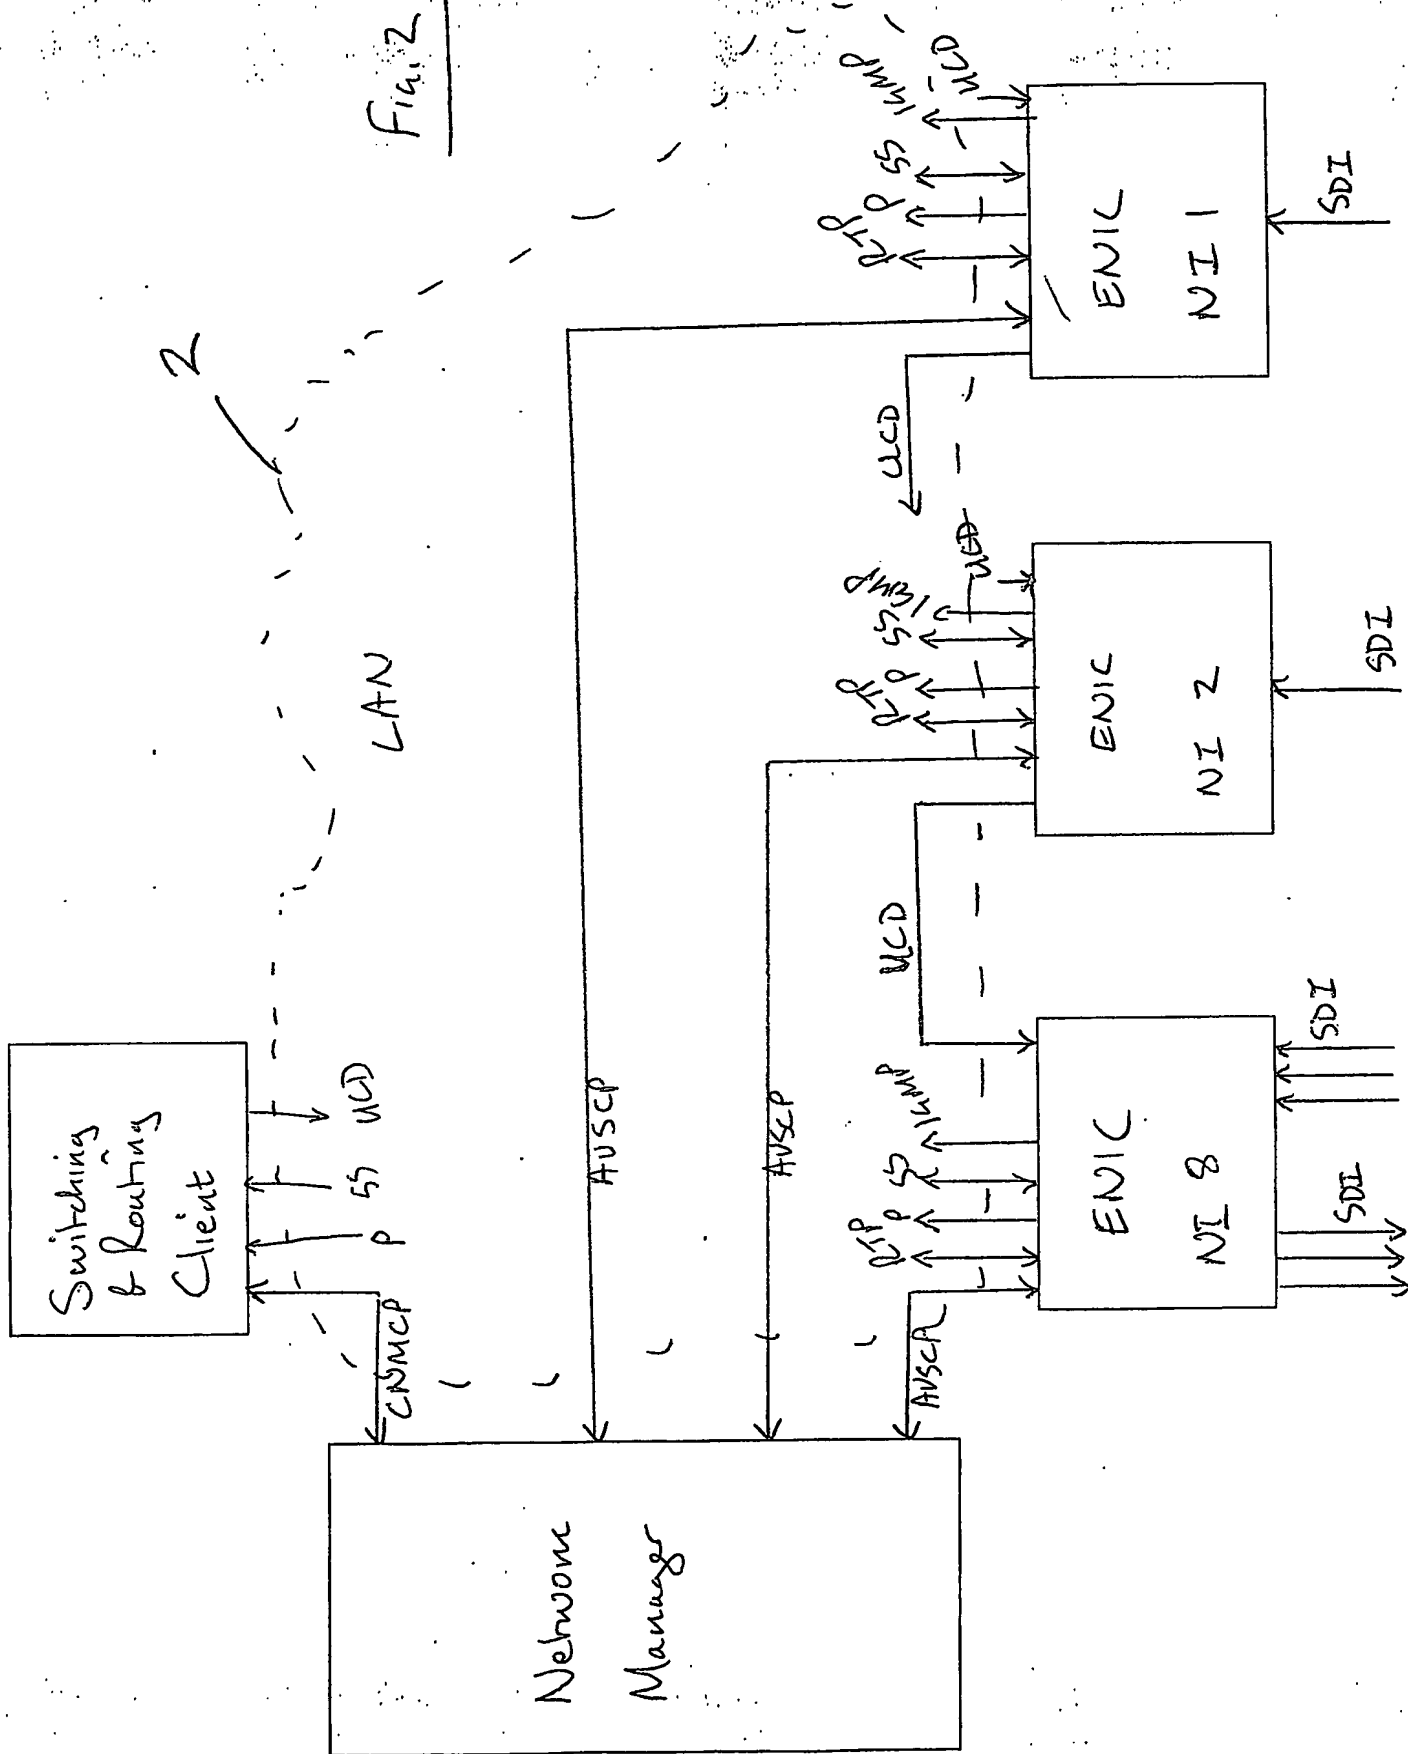 Fig. 2
2
LAN
Switching
& Routing
Client
UCD
SS
P
CNMCP
Network
Manager
AVSCP
AVSCP
AVSCP
RTP
P
SS
IGMP
UCD
ENIC
NI 8
SDI
SDI
RTP
P
SS
IGMP
UCD
ENIC
NI 2
SDI
UCD
RTP
P
SS
IGMP
UCD
ENIC
NI 1
SDI